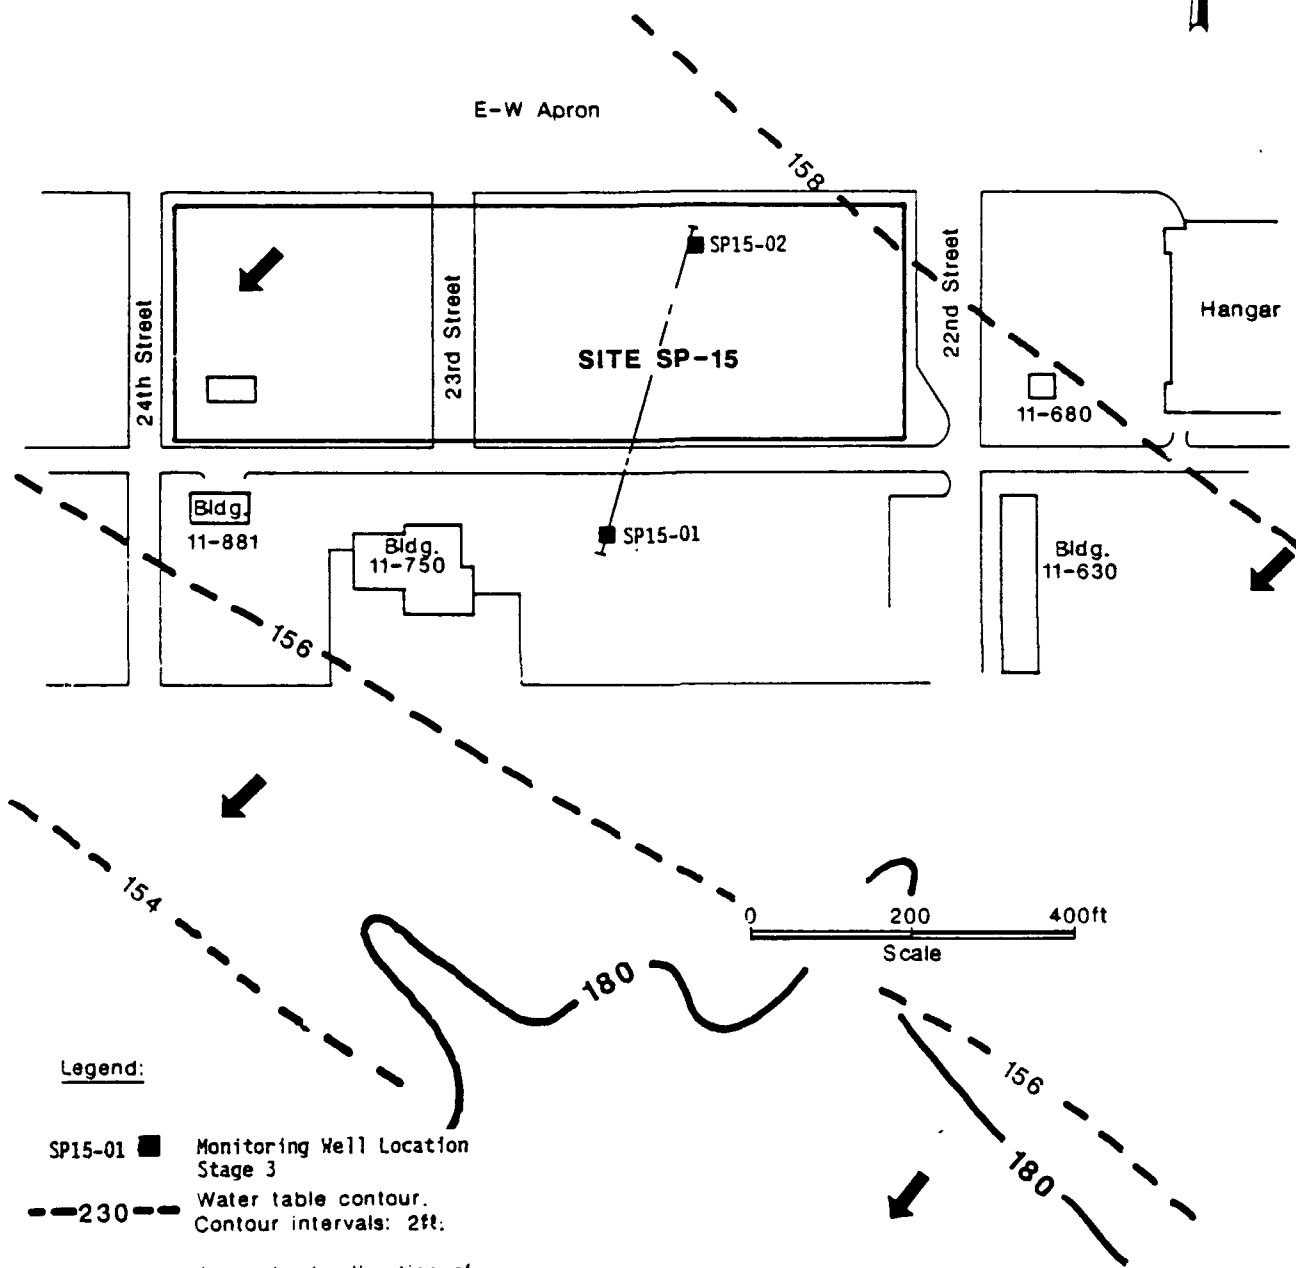 E-W Apron
158
SP15-02
22nd Street
Hangar
24th Street
23rd Street
SITE SP-15
11-680
Bldg.
11-881
Bldg.
11-750
SP15-01
Bldg.
11-630
156
154
0 200 400ft
Scale
180
156
180
Legend:
SP15-01 Monitoring Well Location
Stage 3
230 Water table contour.
Contour intervals: 2ft.